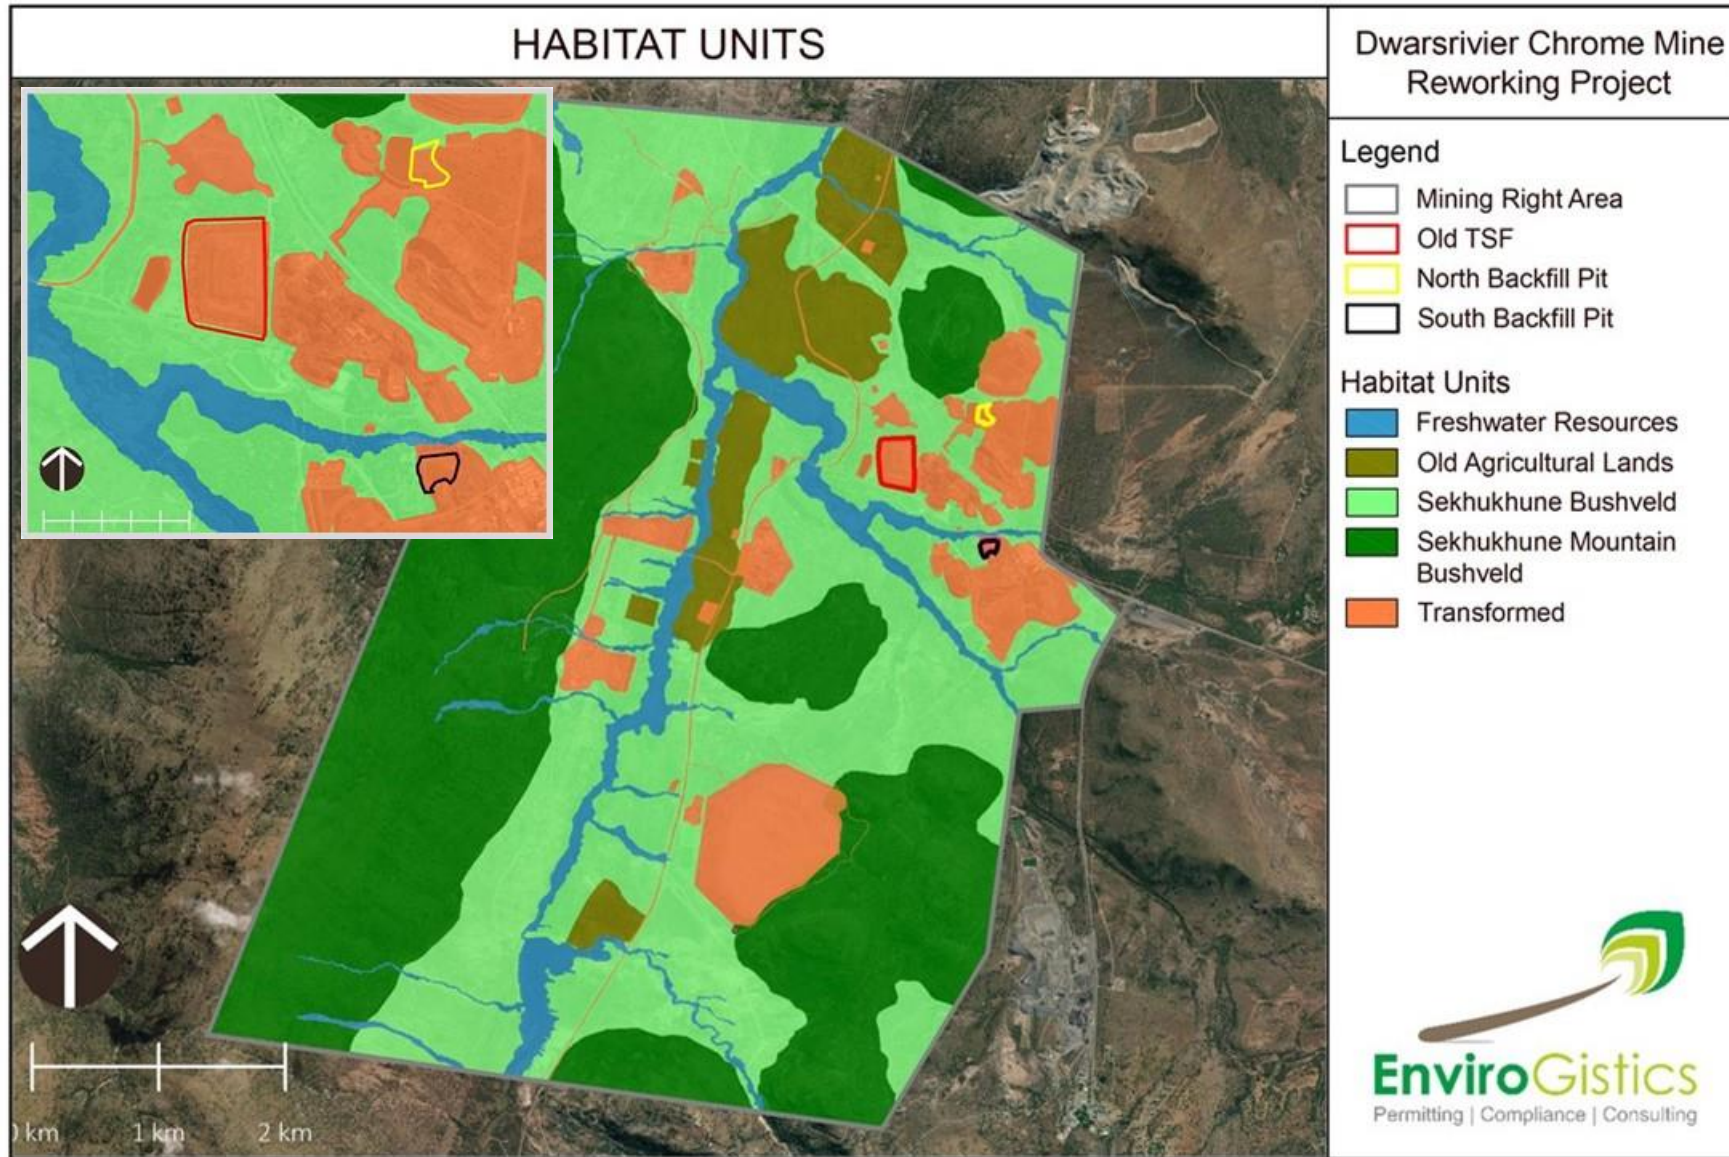 HABITAT UNITS
Dwarsrivier Chrome Mine
Reworking Project
Legend
Mining Right Area
Old TSF
North Backfill Pit
South Backfill Pit
Habitat Units
Freshwater Resources
Old Agricultural Lands
Sekhukhune Bushveld
Sekhukhune Mountain
Bushveld
Transformed
0 km 1 km 2 km
EnviroGistics
Permitting | Compliance | Consulting